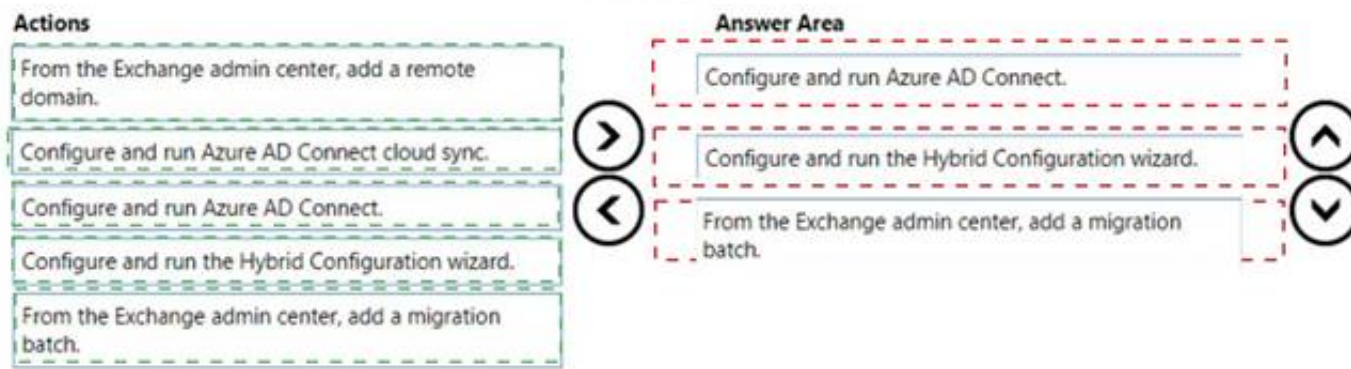 Actions
From the Exchange admin center, add a remote
domain.
Configure and run Azure AD Connect cloud sync.
Configure and run Azure AD Connect.
Configure and run the Hybrid Configuration wizard.
From the Exchange admin center, add a migration
batch.
Answer Area
Configure and run Azure AD Connect.
Configure and run the Hybrid Configuration wizard.
From the Exchange admin center, add a migration
batch.